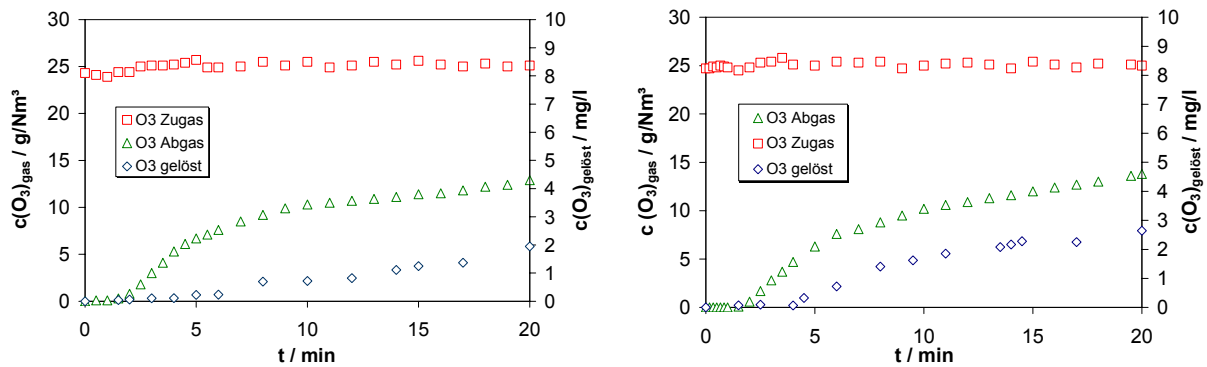 c(O₃)gas / g/Nm³
30
25
20
15
10
5
0
O3 Zugas
O3 Abgas
O3 gelöst
10
9
8
7
6
5
4
3
2
1
0
c(O₃)gelöst / mg/l
0 5 10 15 20
t / min
c (O₃)gas / g/Nm³
30
25
20
15
10
5
0
O3 Abgas
O3 Zugas
O3 gelöst
10
9
8
7
6
5
4
3
2
1
0
c(O₃)gelöst / mg/l
0 5 10 15 20
t / min